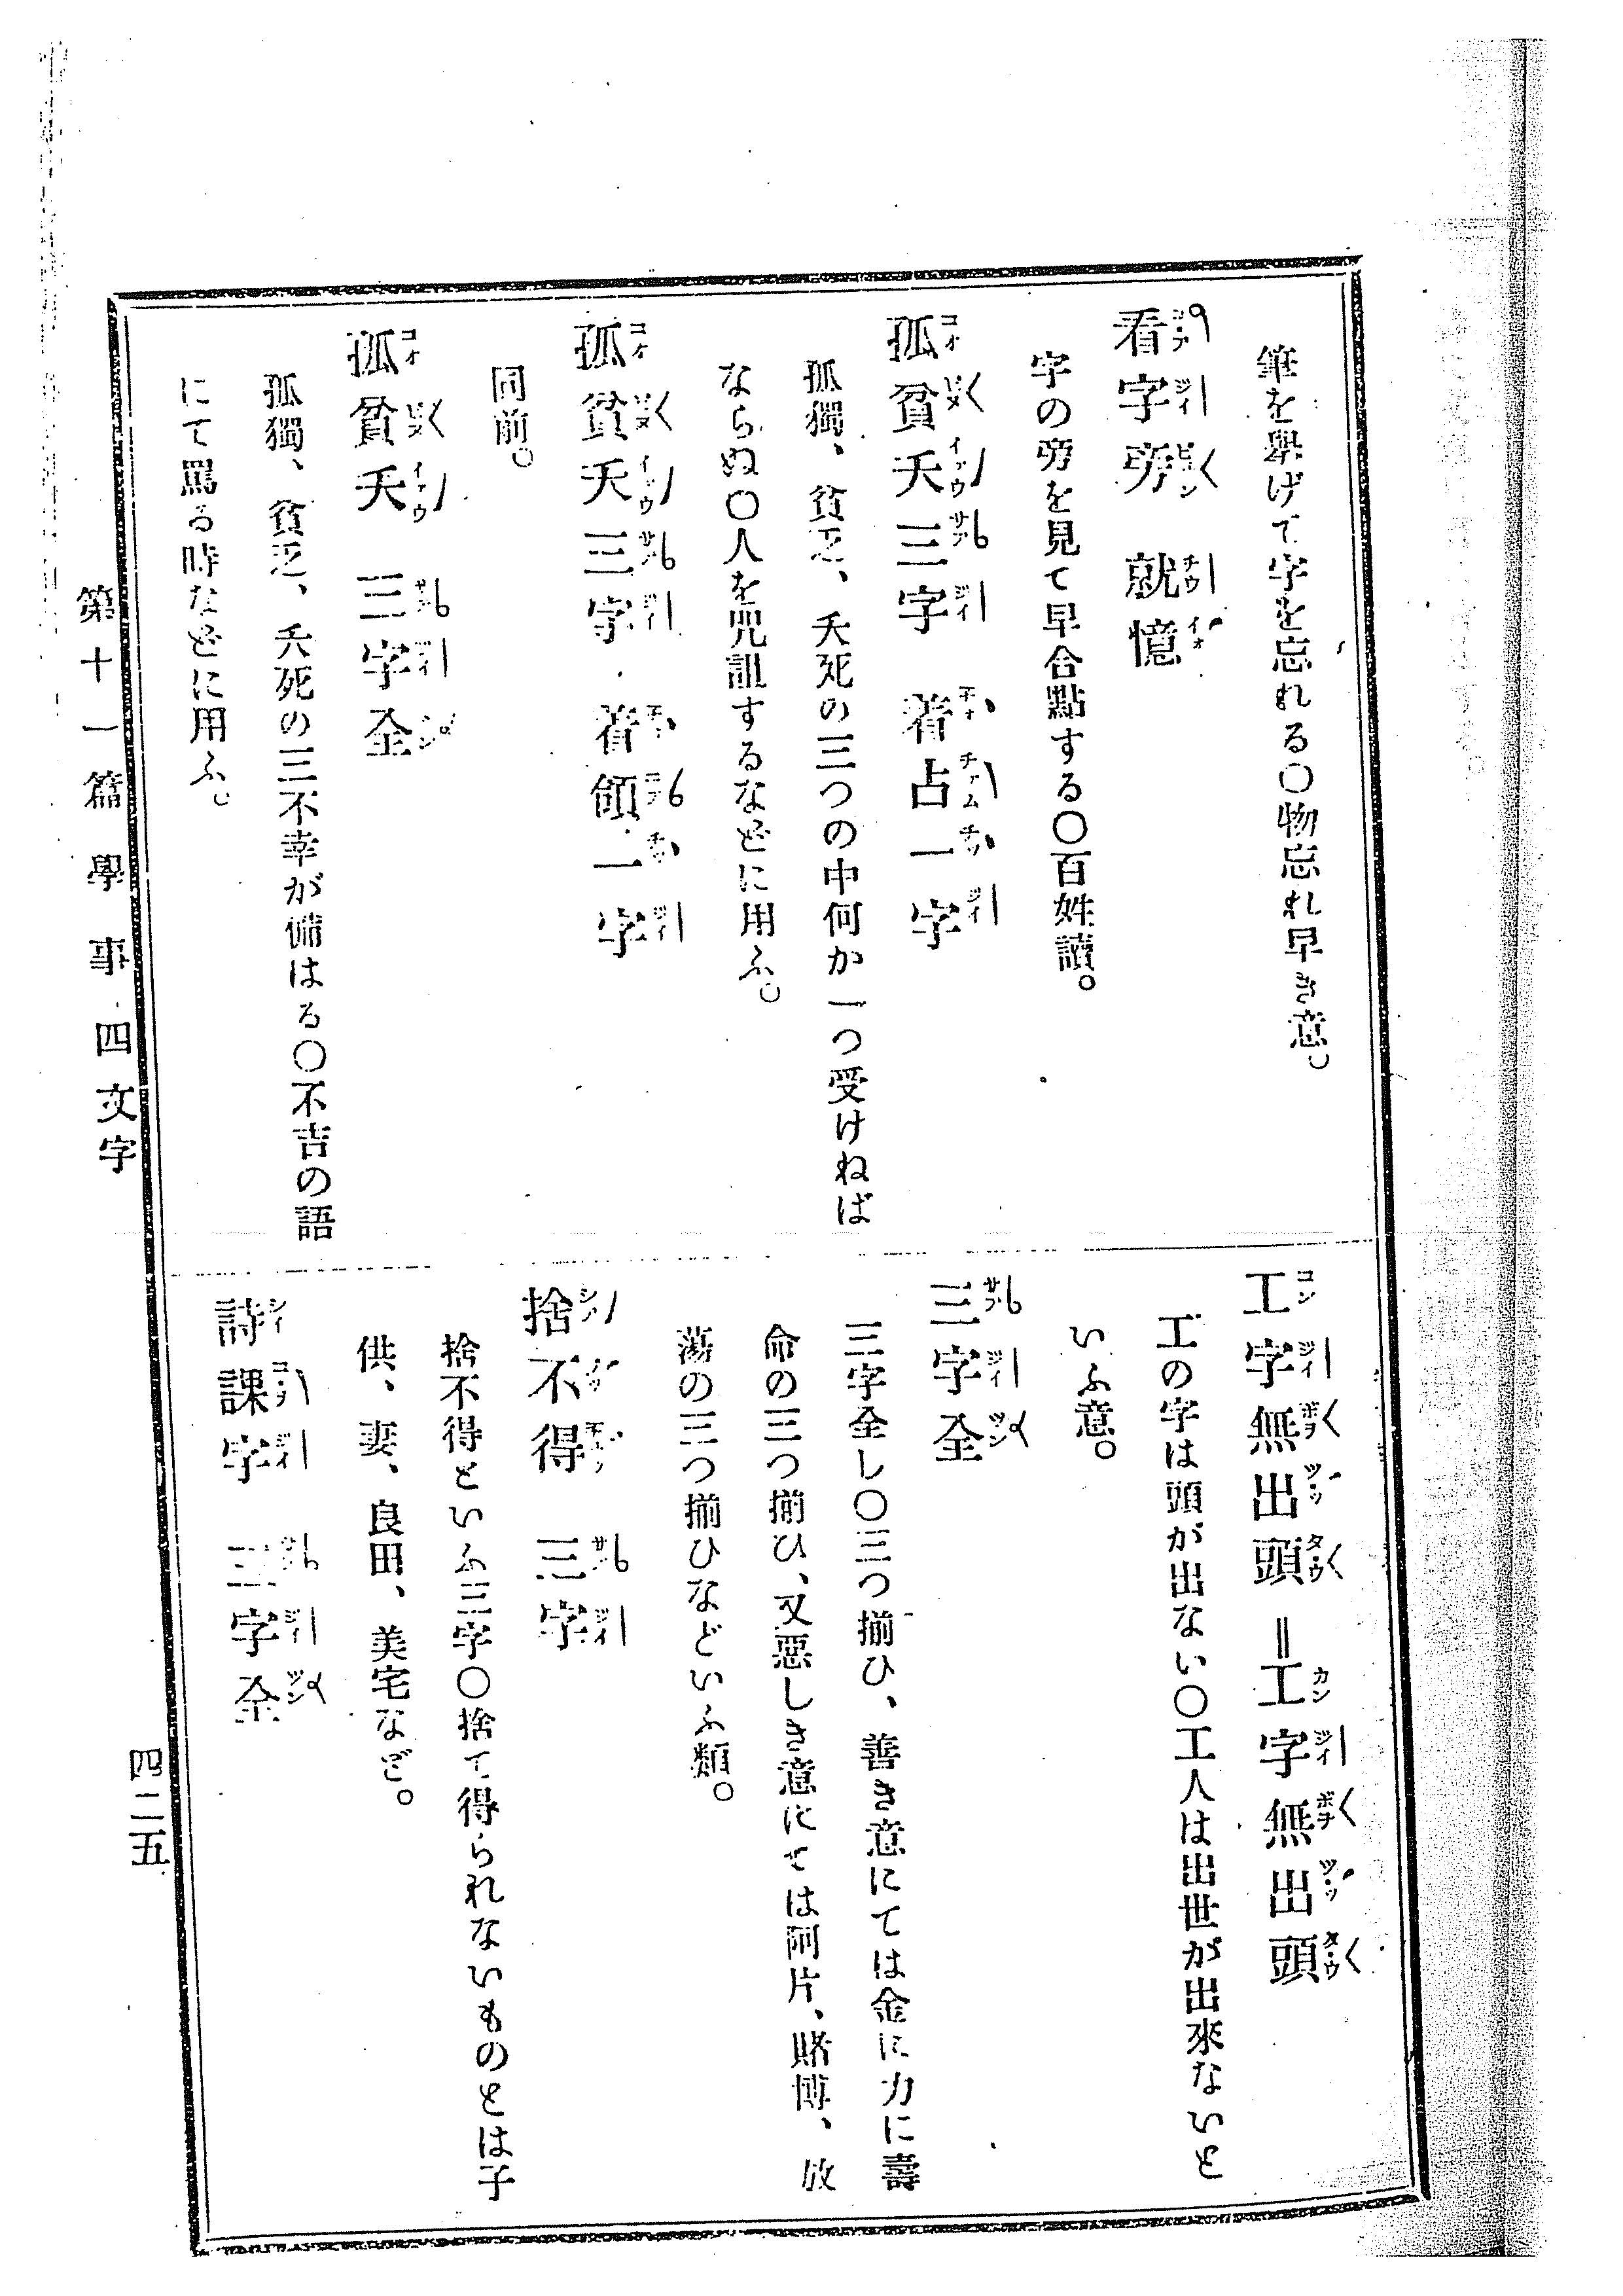 筆を擧げて字を忘れる〇物忘れ早き意。
看字旁 就憶
字の旁を見て早合點する〇百姓讀。
孤貧夭三字 着占一字
孤獨、貧乏、夭死の三つの中何か一つ受けねば
ならぬ〇人を咒詛するなどに用ふ。
孤貧夭三字 着領一字
同前。
孤貧夭 三字全
孤獨、貧乏、夭死の三不幸が備はる〇不吉の語
にて罵る時などに用ふ。
工字無出頭=工字無出頭
工の字は頭が出ない〇工人は出世が出來ないと
いふ意。
三字全
三字全し〇三つ揃ひ、善き意にては金に力に壽
命の三つ揃ひ、又惡しき意にては阿片、賭博、放
蕩の三つ揃ひなどいふ類。
捨不得 三字
捨不得といふ三字〇捨て得られないものとは子
供、妻、良田、美宅など。
詩課字 三字全
第十一篇 學事 四 文字
四二五